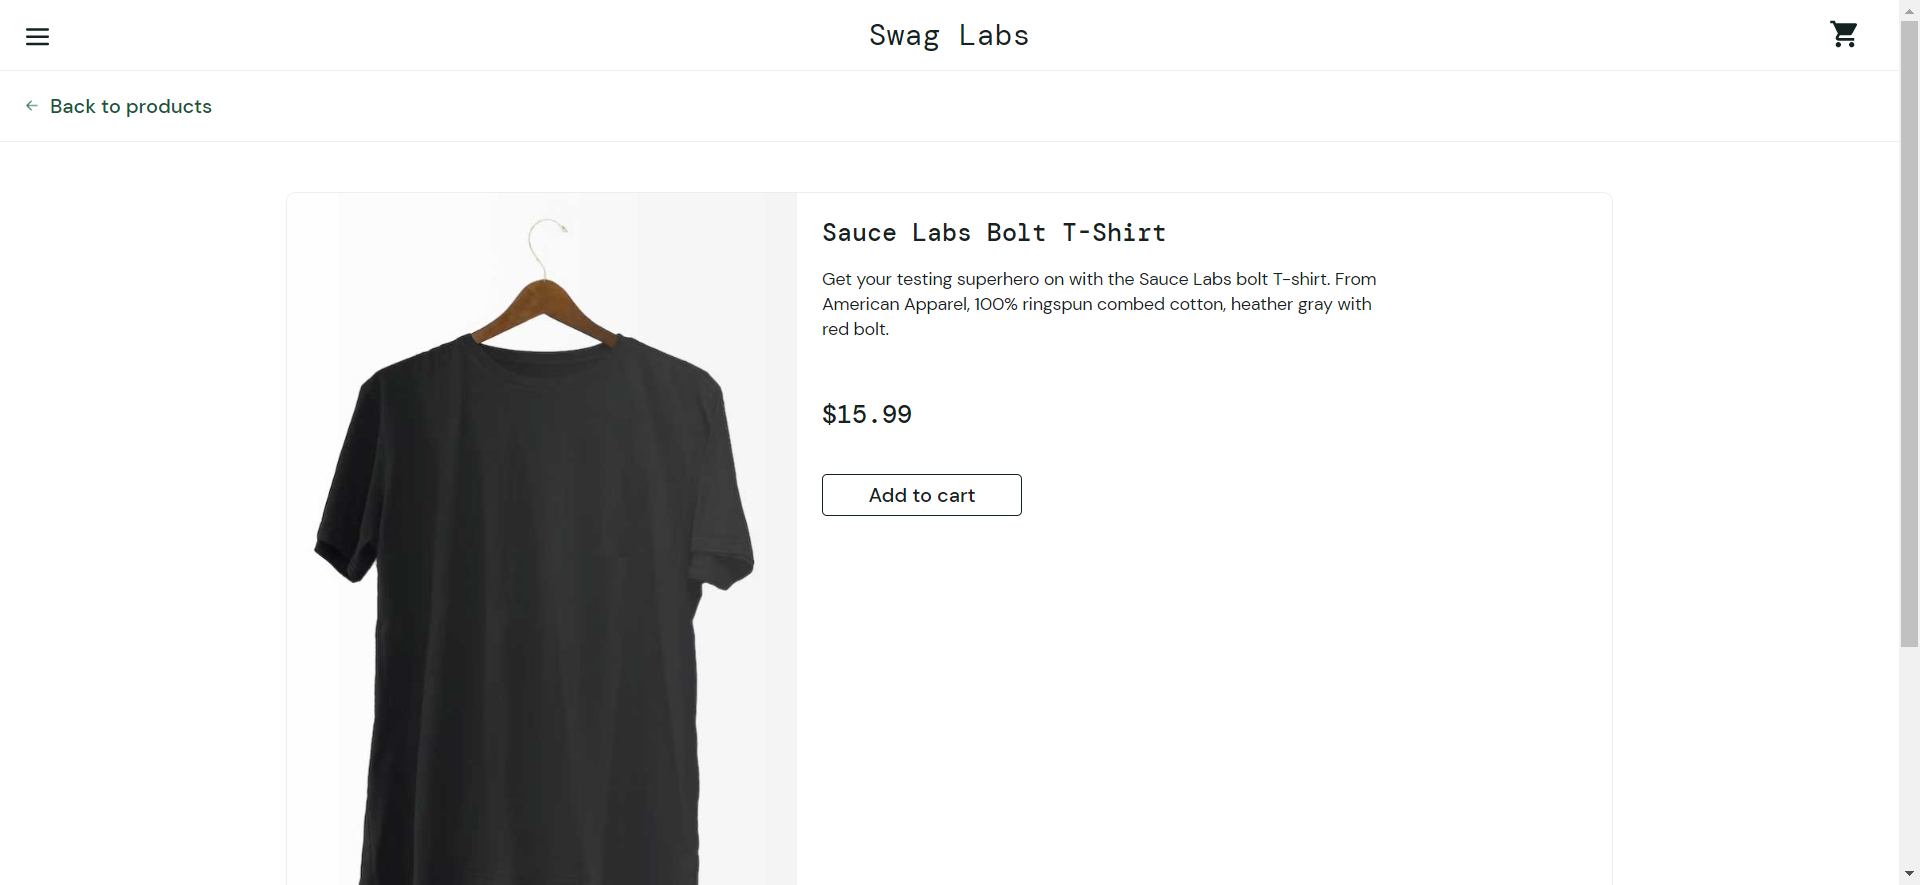 Swag Labs
Back to products
Sauce Labs Bolt T-Shirt
Get your testing superhero on with the Sauce Labs bolt T-shirt. From
American Apparel, 100% ringspun combed cotton, heather gray with
red bolt.
$15.99
Add to cart